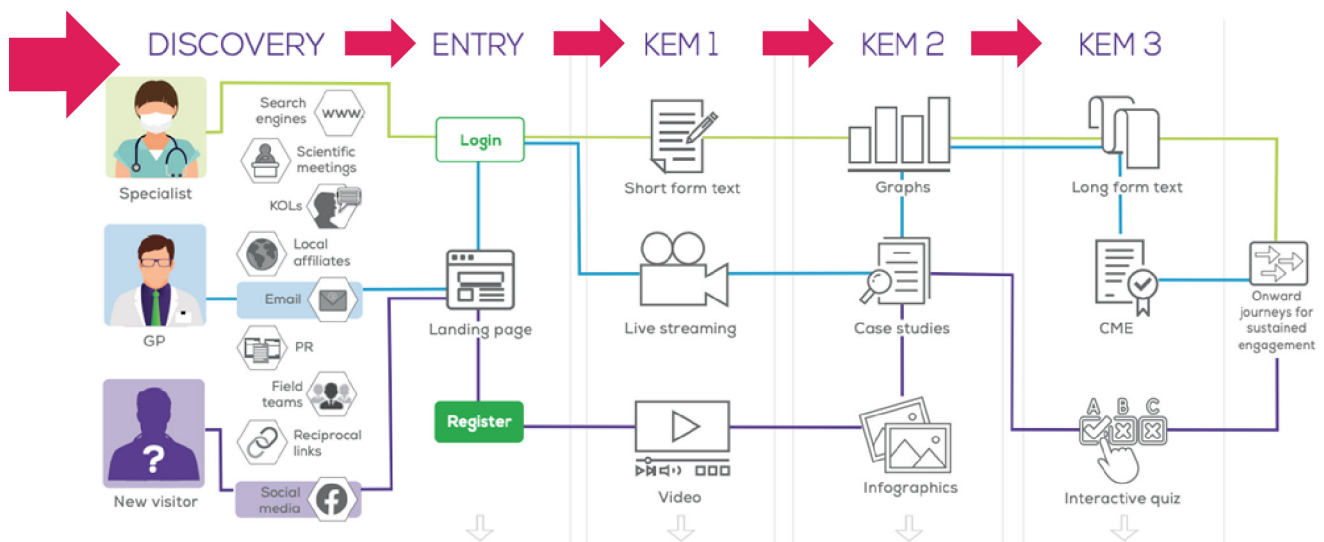 DISCOVERY
ENTRY
KEM 1
KEM 2
KEM 3
Specialist
GP
?
New visitor
Search
engines
www.
Scientific
meetings
KOLs
Local
affiliates
Email
PR
Field
teams
Reciprocal
links
Social
media
Login
Landing page
Register
Short form text
Live streaming
Video
Graphs
Case studies
Infographics
Long form text
CME
A B C
Interactive quiz
Onward
journeys for
sustained
engagement